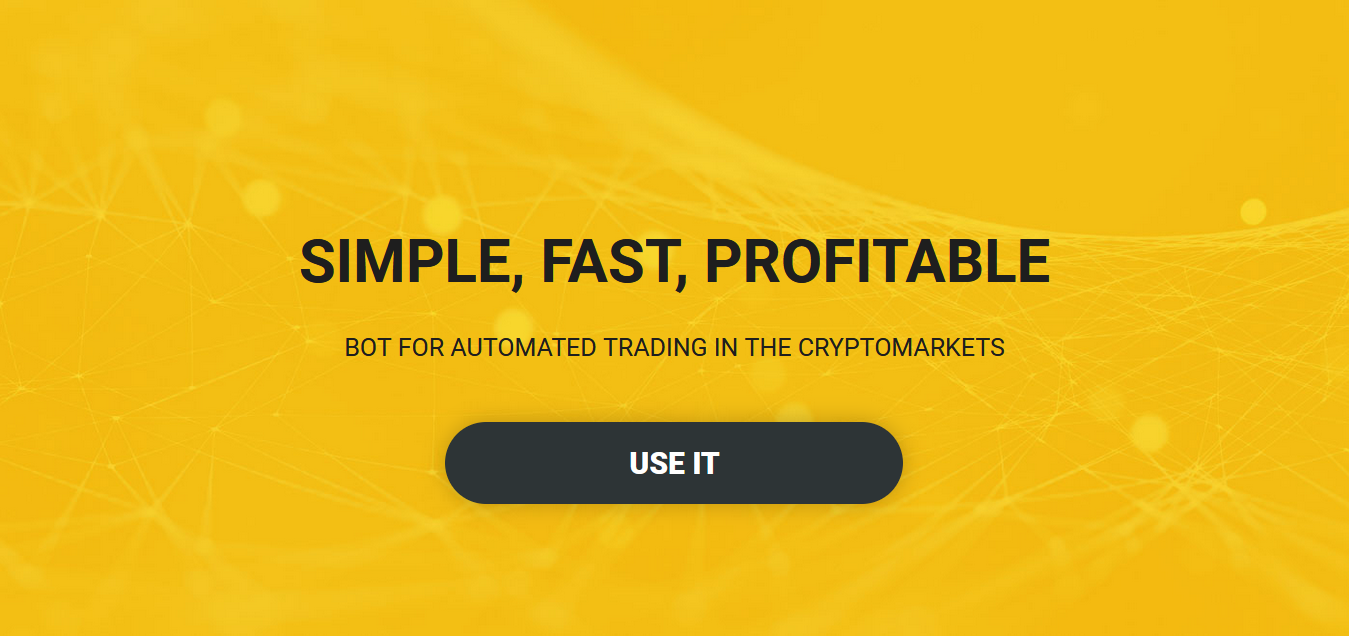 SIMPLE, FAST, PROFITABLE
BOT FOR AUTOMATED TRADING IN THE CRYPTOMARKETS
USE IT